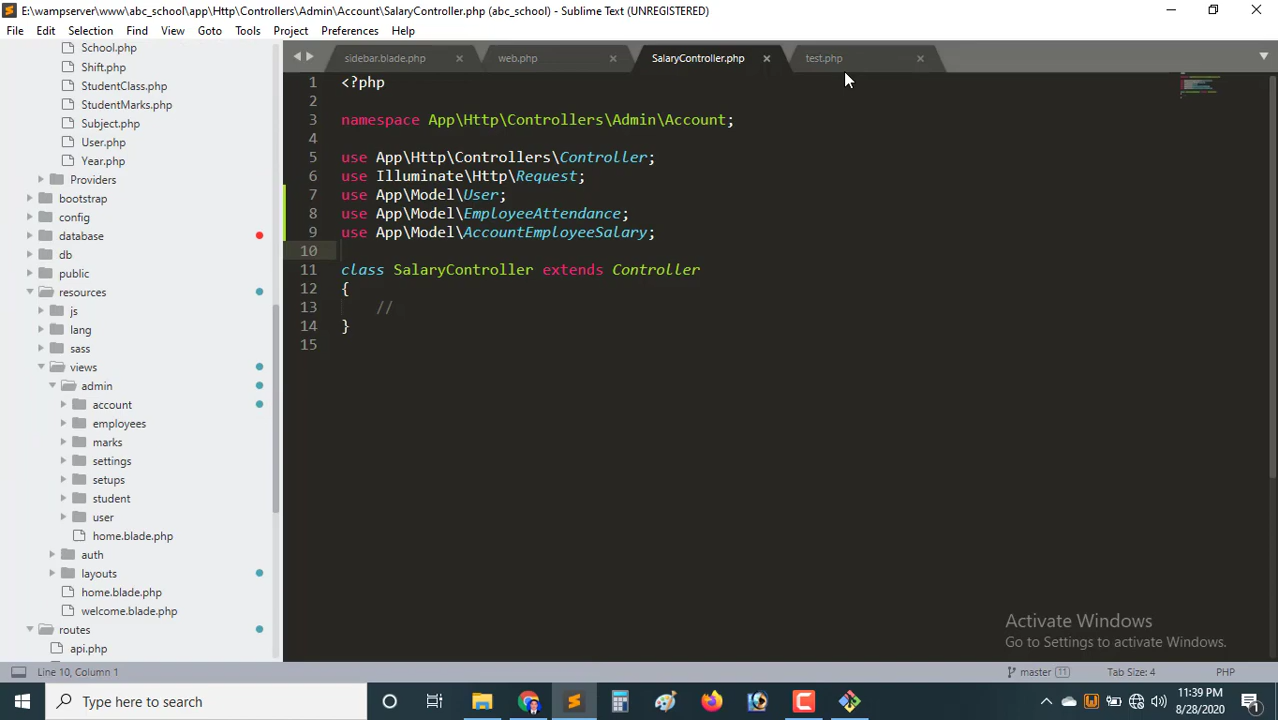 E:\wampserver\www\abc_school\app\Http\Controllers\Admin\Account\SalaryController.php (abc_school) - Sublime Text (UNREGISTERED)
File Edit Selection Find View Goto Tools Project Preferences Help
School.php
Shift.php
StudentClass.php
StudentMarks.php
Subject.php
User.php
Year.php
Providers
bootstrap
config
database
db
public
resources
js
lang
sass
views
admin
account
employees
marks
settings
setups
student
user
home.blade.php
auth
layouts
home.blade.php
welcome.blade.php
routes
api.php
sidebar.blade.php web.php SalaryController.php test.php
1 <?php
2
3 namespace App\Http\Controllers\Admin\Account;
4
5 use App\Http\Controllers\Controller;
6 use Illuminate\Http\Request;
7 use App\Model\User;
8 use App\Model\EmployeeAttendance;
9 use App\Model\AccountEmployeeSalary;
10
11 class SalaryController extends Controller
12 {
13 //
14 }
15
Activate Windows
Go to Settings to activate Windows.
Line 10, Column 1 master 11 Tab Size: 4 PHP
Type here to search
11:39 PM
8/28/2020
1